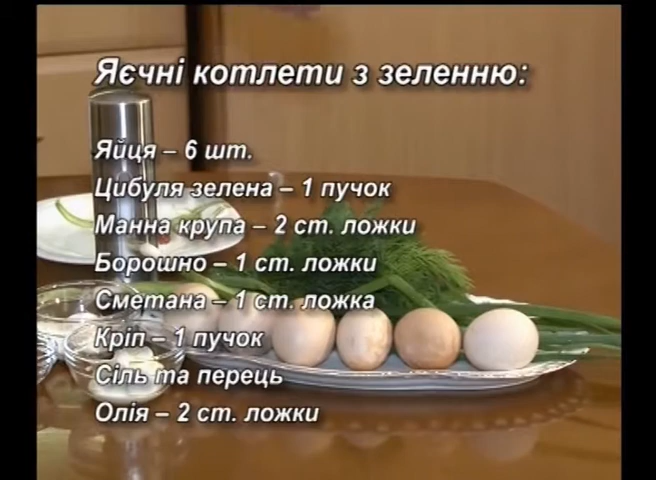 Яєчні котлети з зеленню:
Яйця – 6 шт.
Цибуля зелена – 1 пучок
Манна крупа – 2 ст. ложки
Борошно – 1 ст. ложки
Сметана – 1 ст. ложка
Кріп – 1 пучок
Сіль та перець
Олія – 2 ст. ложки